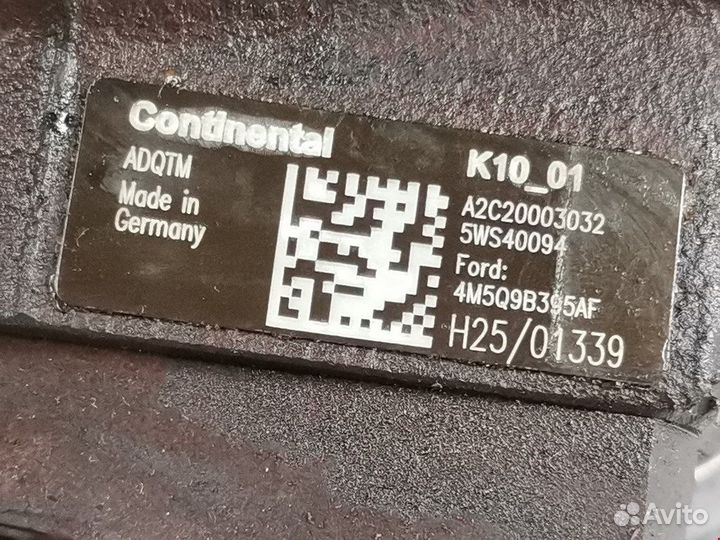 Continental
ADQTM
Made in
Germany
K10_01
A2C20003032
5WS40094
Ford:
4M5Q9B395AF
H25/01339
Avito